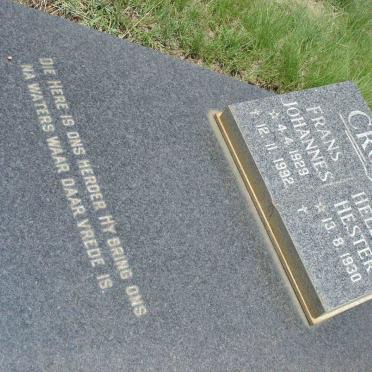 CR
FRANS
JOHANNES
☆ 4.4.1929
✝ 12.11.1992
HEL
HESTER
☆ 13.8.1930
✝
DIE HERE IS ONS HERDER HY BRING ONS
NA WATERS WAAR DAAR VREDE IS.